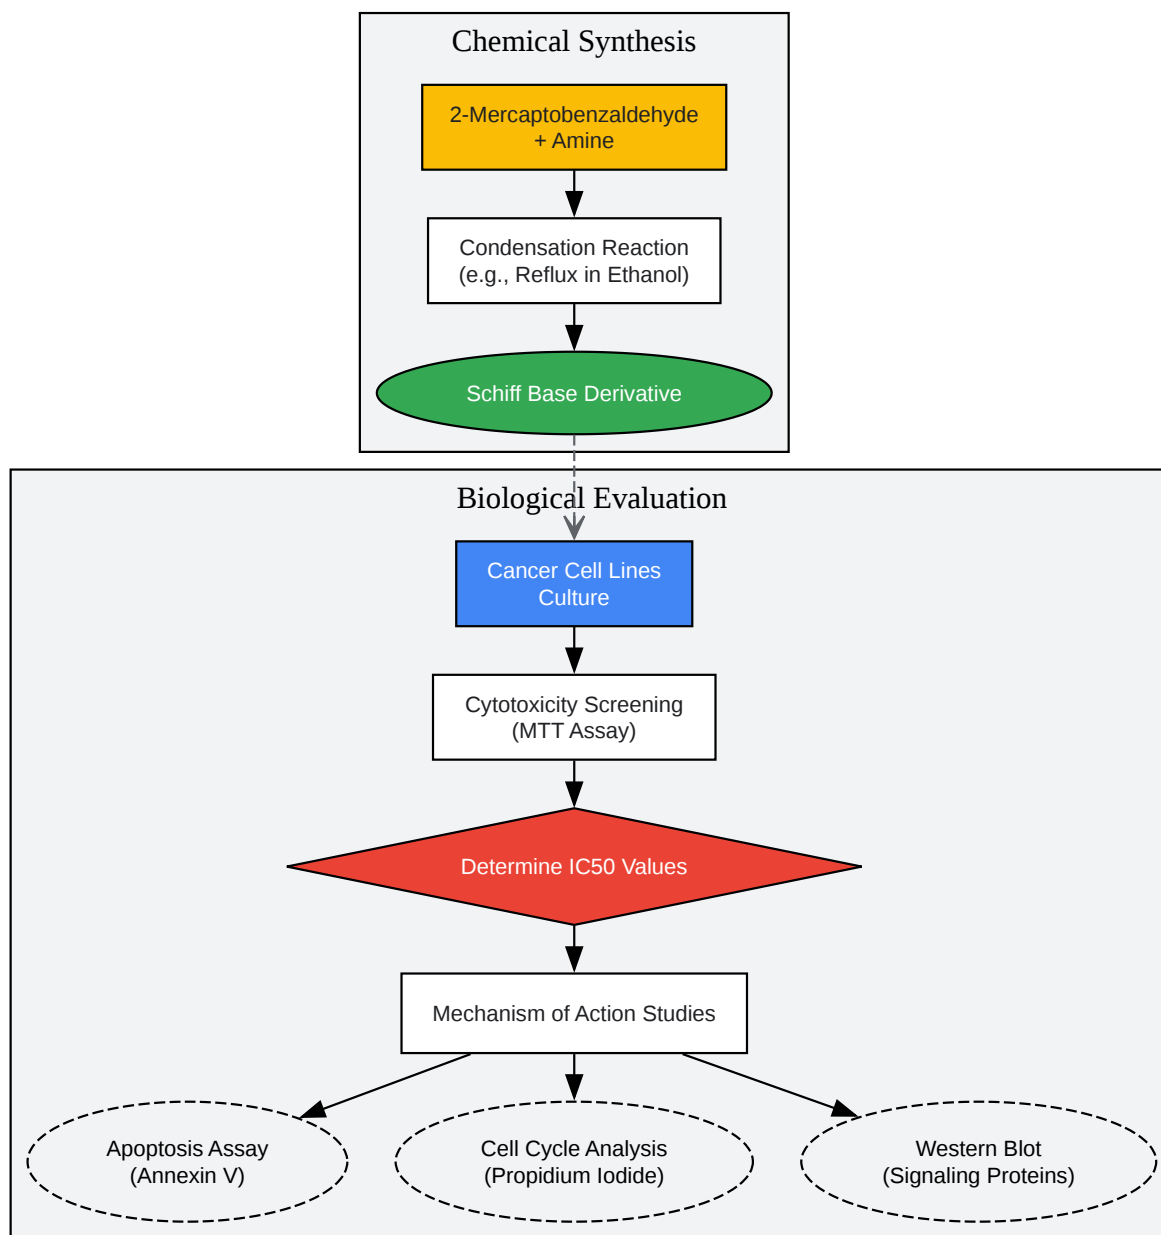 Chemical Synthesis
2-Mercaptobenzaldehyde
+ Amine
Condensation Reaction
(e.g., Reflux in Ethanol)
Schiff Base Derivative
Biological Evaluation
Cancer Cell Lines
Culture
Cytotoxicity Screening
(MTT Assay)
Determine IC50 Values
Mechanism of Action Studies
Apoptosis Assay
(Annexin V)
Cell Cycle Analysis
(Propidium Iodide)
Western Blot
(Signaling Proteins)